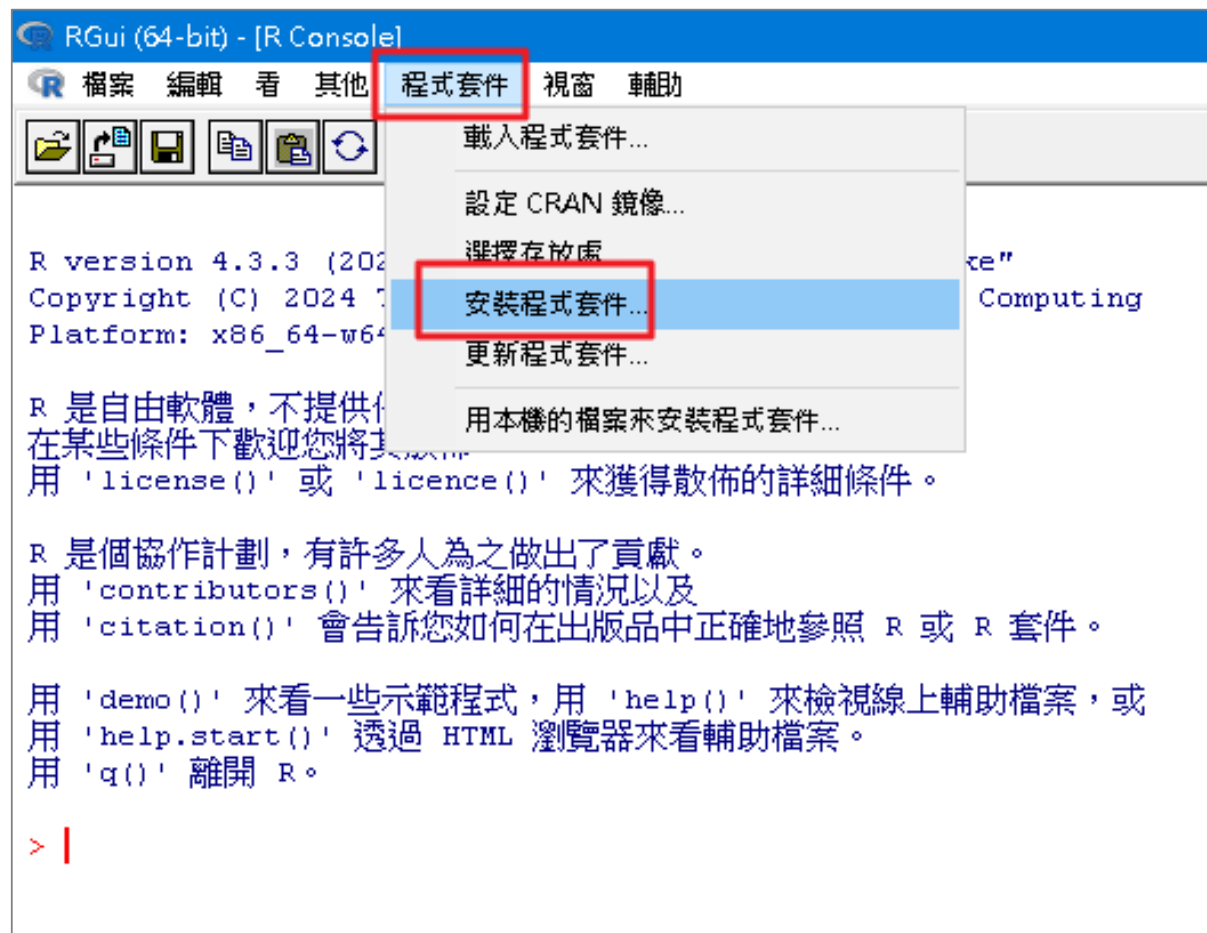 RGui (64-bit) - [R Console]
檔案 編輯 看 其他 程式套件 視窗 輔助
載入程式套件...
設定 CRAN 鏡像...
選擇存放處
安裝程式套件...
更新程式套件...
用本機的檔案來安裝程式套件...
R version 4.3.3
Copyright (C) 2024 Computing
Platform:
R 是自由軟體，不提供
在某些條件下歡迎您將
用 'license()' 或 'licence()' 來獲得散佈的詳細條件。
R 是個協作計劃，有許多人為之做出了貢獻。
用 'contributors()' 來看詳細的情況以及
用 'citation()' 會告訴您如何在出版品中正確地參照 R 或 R 套件。
用 'demo()' 來看一些示範程式，用 'help()' 來檢視線上輔助檔案，或
用 'help.start()' 透過 HTML 瀏覽器來看輔助檔案。
用 'q()' 離開 R。
>